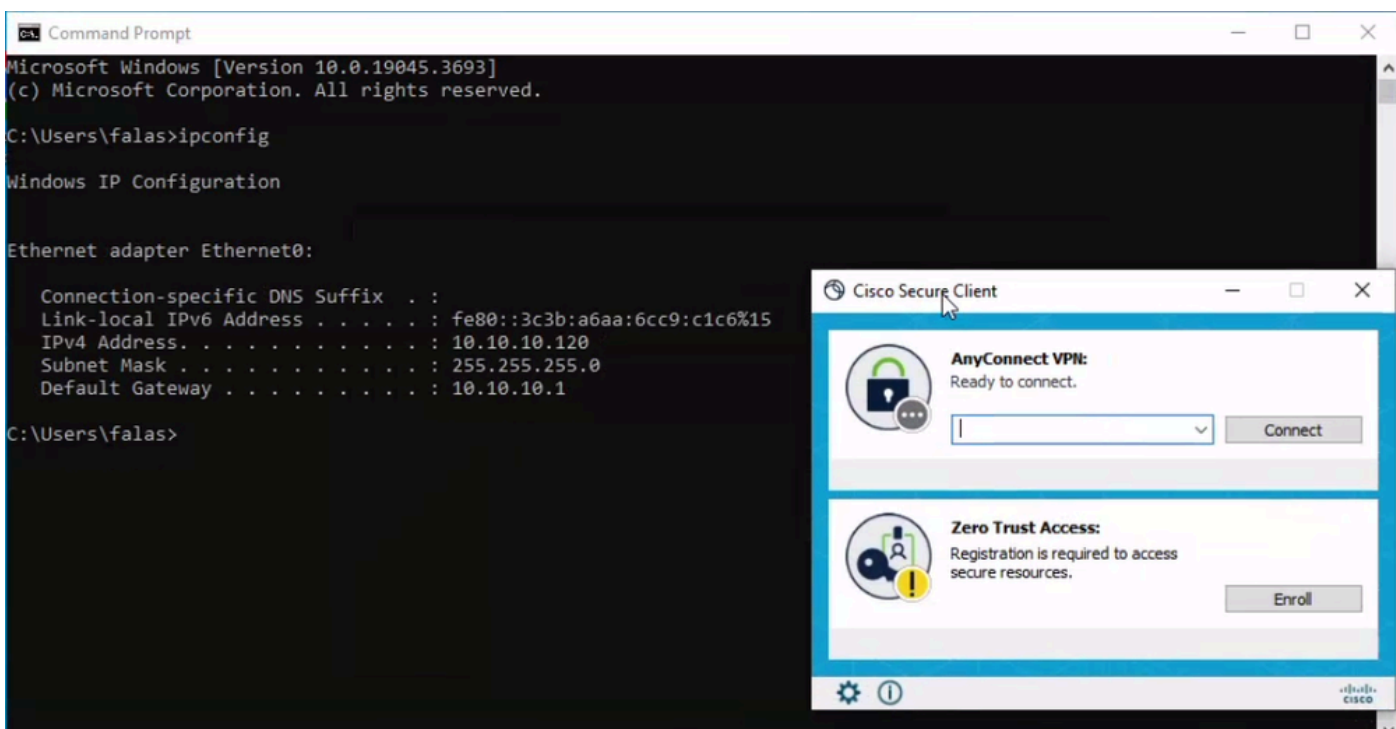 Command Prompt
Microsoft Windows [Version 10.0.19045.3693]
(c) Microsoft Corporation. All rights reserved.
C:\Users\falas>ipconfig
Windows IP Configuration
Ethernet adapter Ethernet0:
Connection-specific DNS Suffix . :
Link-local IPv6 Address . . . . . : fe80::3c3b:a6aa:6cc9:c1c6%15
IPv4 Address. . . . . . . . . . . : 10.10.10.120
Subnet Mask . . . . . . . . . . . : 255.255.255.0
Default Gateway . . . . . . . . . : 10.10.10.1
C:\Users\falas>
Cisco Secure Client
AnyConnect VPN:
Ready to connect.
Connect
Zero Trust Access:
Registration is required to access
secure resources.
Enroll
cisco